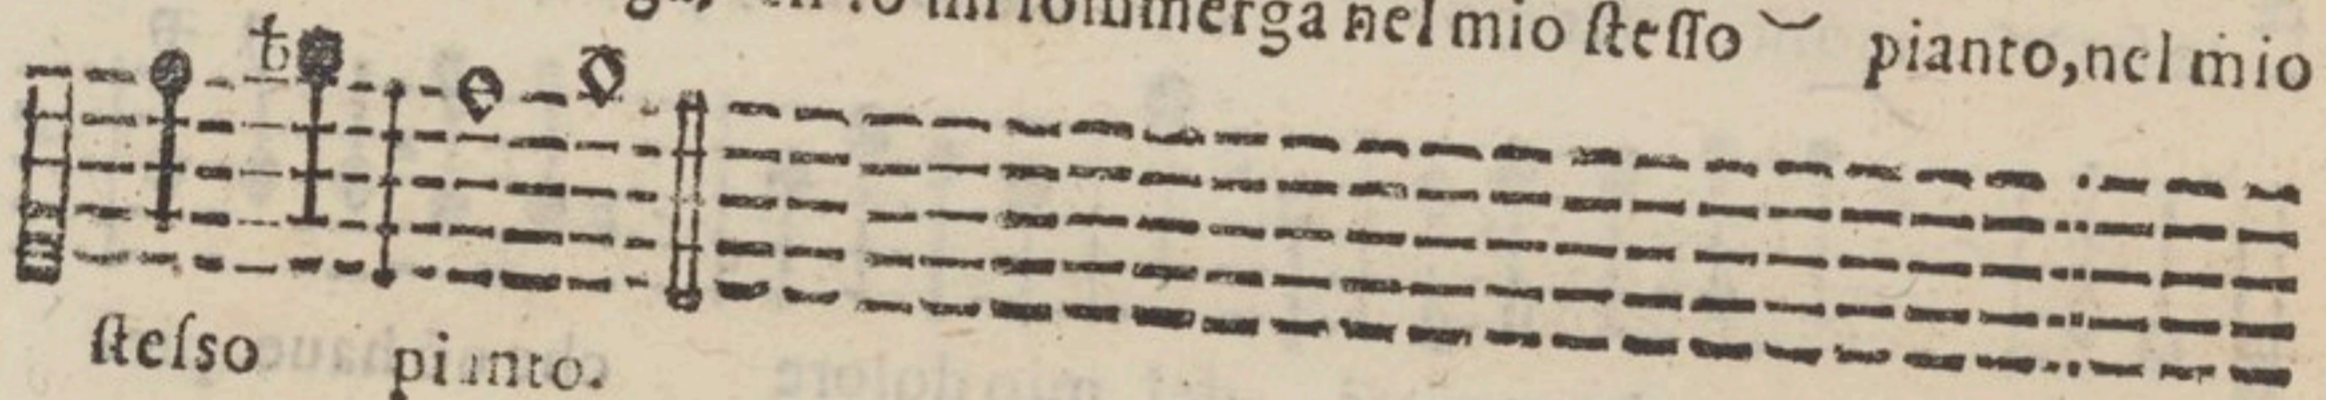 mi sommerga nel mio ſteſſo pianto, nel mio
ſteſso pianto.